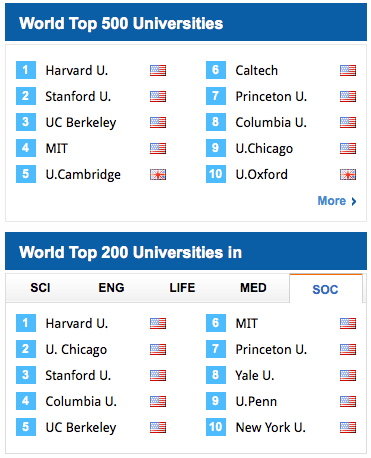 World Top 500 Universities
1 Harvard U.
2 Stanford U.
3 UC Berkeley
4 MIT
5 U.Cambridge
6 Caltech
7 Princeton U.
8 Columbia U.
9 U.Chicago
10 U.Oxford
More >
World Top 200 Universities in
SCI ENG LIFE MED SOC
1 Harvard U.
2 U. Chicago
3 Stanford U.
4 Columbia U.
5 UC Berkeley
6 MIT
7 Princeton U.
8 Yale U.
9 U.Penn
10 New York U.